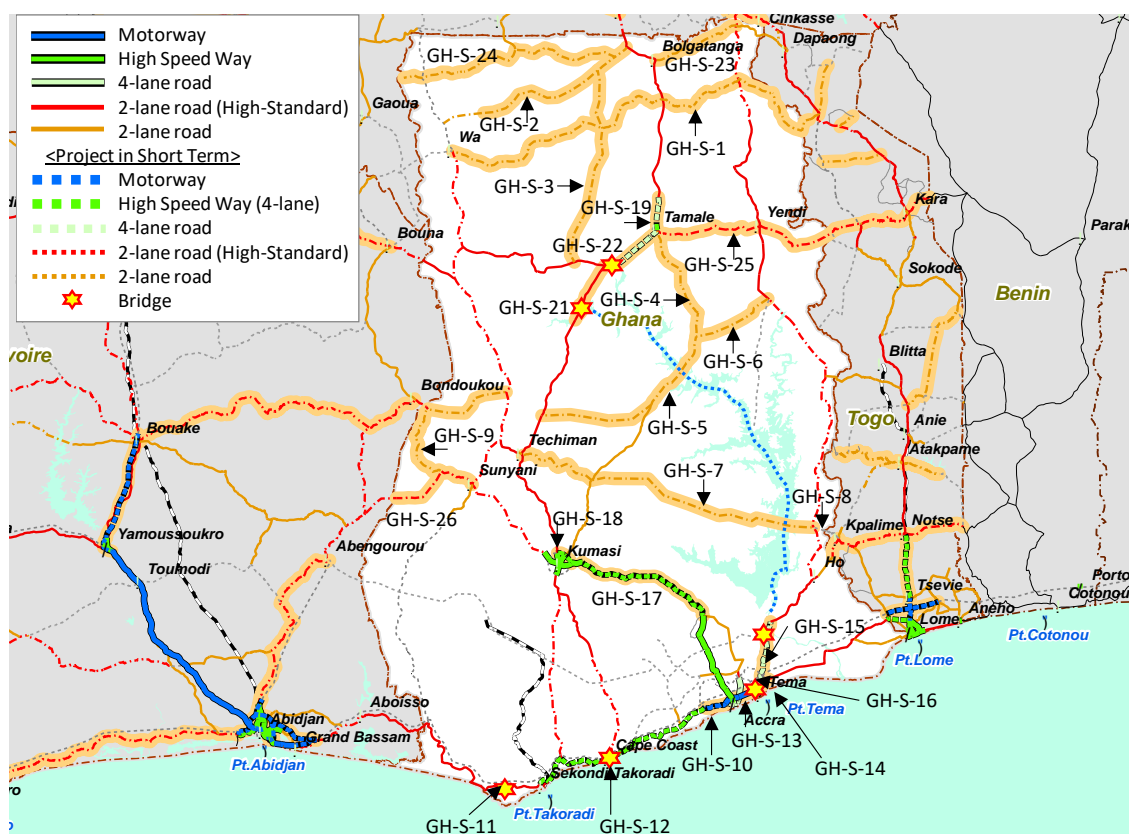 Motorway
High Speed Way
4-lane road
2-lane road (High-Standard)
2-lane road
<Project in Short Term>
Motorway
High Speed Way (4-lane)
4-lane road
2-lane road (High-Standard)
2-lane road
Bridge
Cinkasse
Dapaong
Bolgatanga
GH-S-24
GH-S-23
Gaoua
GH-S-2
Wa
GH-S-1
GH-S-3
GH-S-19
Tamale
Yendi
Kara
Parak
Bouna
GH-S-22
GH-S-25
Sokode
Benin
GH-S-21
GH-S-4
Ghana
GH-S-6
Blitta
voire
Bondoukou
Togo
Anie
Bouake
GH-S-9
Techiman
GH-S-5
Atakpame
Sunyani
GH-S-7
GH-S-8
GH-S-26
GH-S-18
Kpalime
Notse
Yamoussoukro
Abengourou
Kumasi
Ho
Toumodi
GH-S-17
Tsevie
Porto
Cotonou
Aneho
Lome
GH-S-15
Pt.Cotonou
Pt.Lome
Aboisso
Tema
GH-S-16
Pt.Tema
Abidjan
Accra
Grand Bassam
Cape Coast
GH-S-10
GH-S-13
GH-S-14
Pt.Abidjan
Sekondi Takoradi
ro
Pt.Takoradi
GH-S-11
GH-S-12